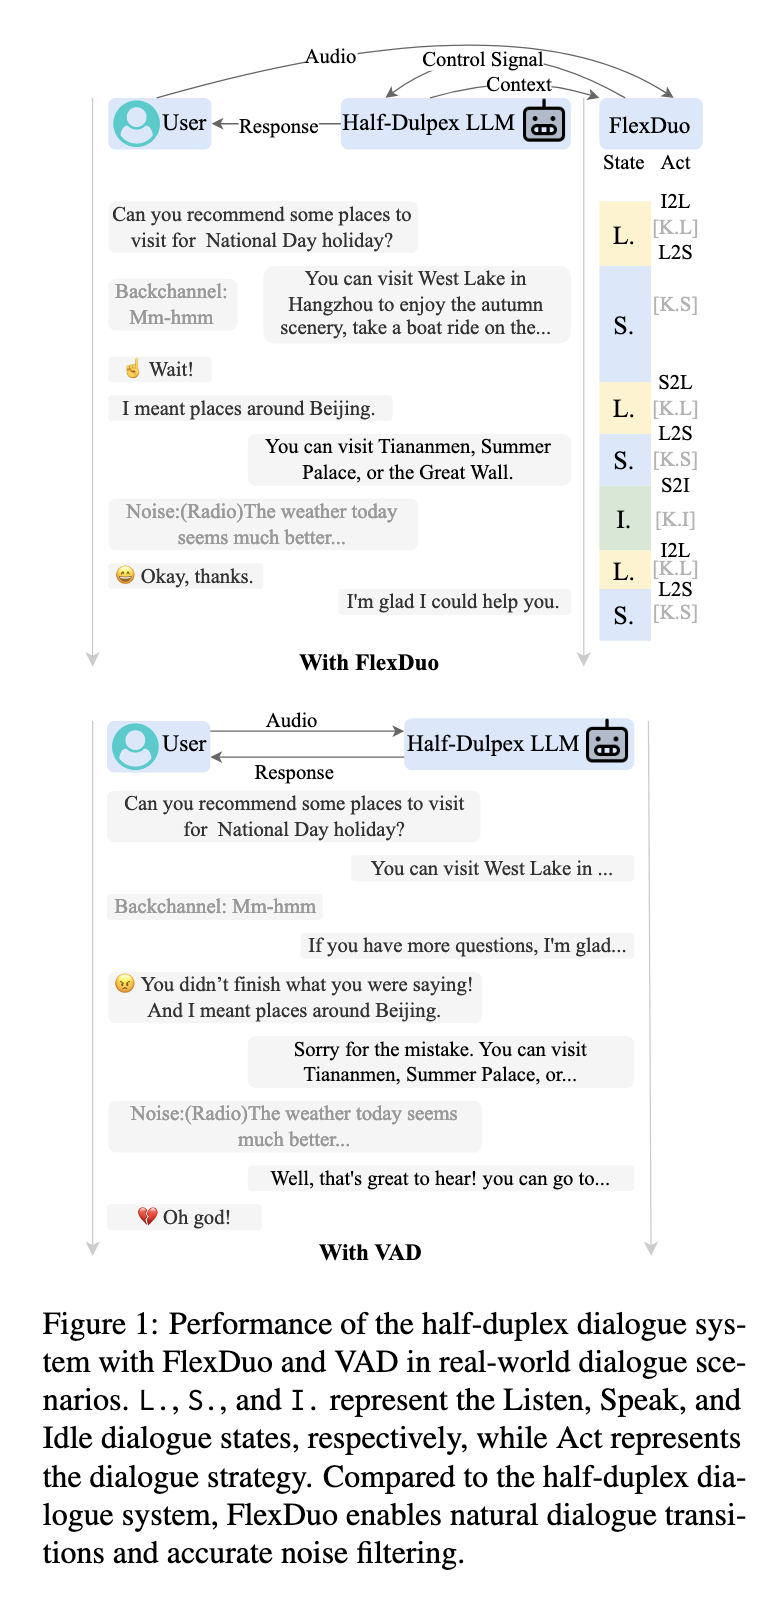 Audio
Control Signal
Context
User
Response
Half-Dulpex LLM
FlexDuo
State Act
I2L
Can you recommend some places to
visit for National Day holiday?
L.
[K.L]
L2S
You can visit West Lake in
Hangzhou to enjoy the autumn
scenery, take a boat ride on the...
Backchannel:
Mm-hmm
S.
[K.S]
☝ Wait!
S2L
I meant places around Beijing.
L.
[K.L]
L2S
You can visit Tiananmen, Summer
Palace, or the Great Wall.
S.
[K.S]
S2I
Noise:(Radio)The weather today
seems much better...
I.
[K.I]
I2L
😄 Okay, thanks.
L.
[K.L]
L2S
I'm glad I could help you.
S.
[K.S]
With FlexDuo
User
Audio
Response
Half-Dulpex LLM
Can you recommend some places to visit
for National Day holiday?
You can visit West Lake in ...
Backchannel: Mm-hmm
If you have more questions, I'm glad...
😠 You didn’t finish what you were saying!
And I meant places around Beijing.
Sorry for the mistake. You can visit
Tiananmen, Summer Palace, or...
Noise:(Radio)The weather today seems
much better...
Well, that's great to hear! you can go to...
💔 Oh god!
With VAD
Figure 1: Performance of the half-duplex dialogue sys-
tem with FlexDuo and VAD in real-world dialogue sce-
narios. L., S., and I. represent the Listen, Speak, and
Idle dialogue states, respectively, while Act represents
the dialogue strategy. Compared to the half-duplex dia-
logue system, FlexDuo enables natural dialogue transi-
tions and accurate noise filtering.